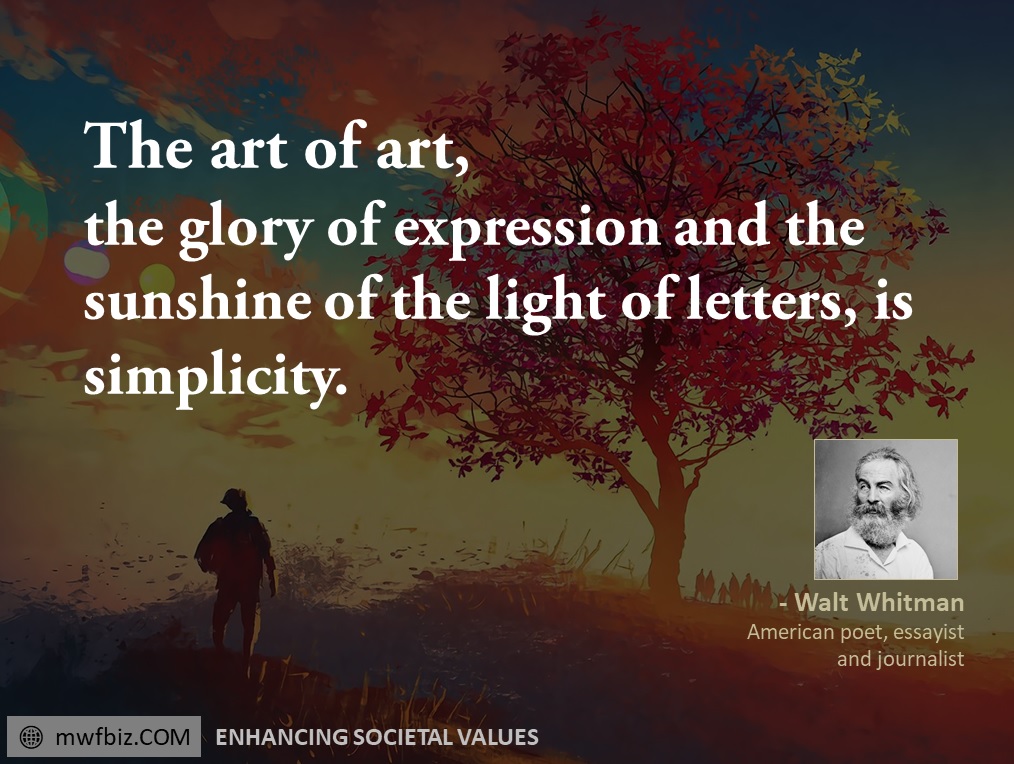 The art of art,
the glory of expression and the
sunshine of the light of letters, is
simplicity.
- Walt Whitman
American poet, essayist
and journalist
mwfbiz.COM ENHANCING SOCIETAL VALUES